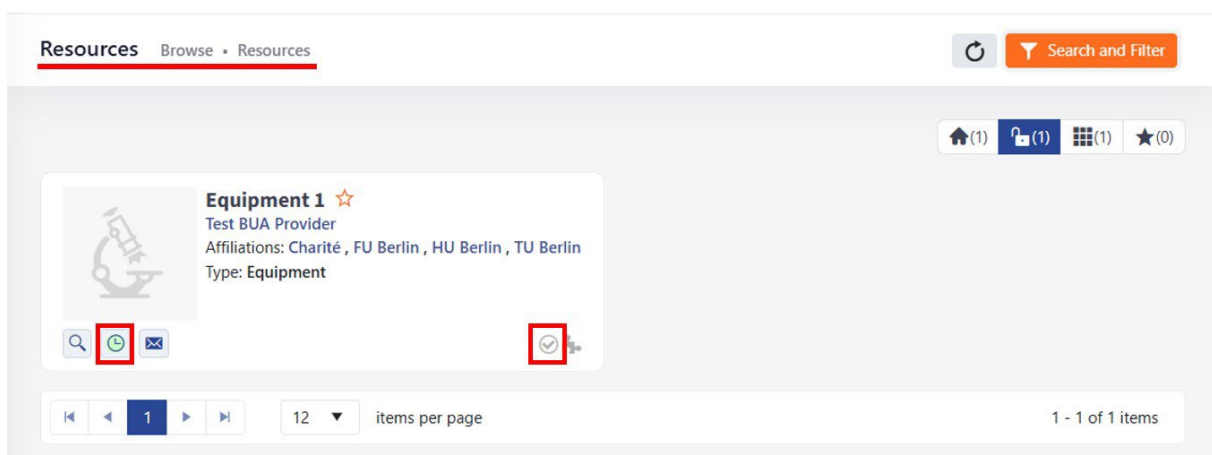 Resources Browse • Resources
Search and Filter
(1) (1) (1) (0)
Equipment 1
Test BUA Provider
Affiliations: Charité , FU Berlin , HU Berlin , TU Berlin
Type: Equipment
1 12 items per page 1 - 1 of 1 items